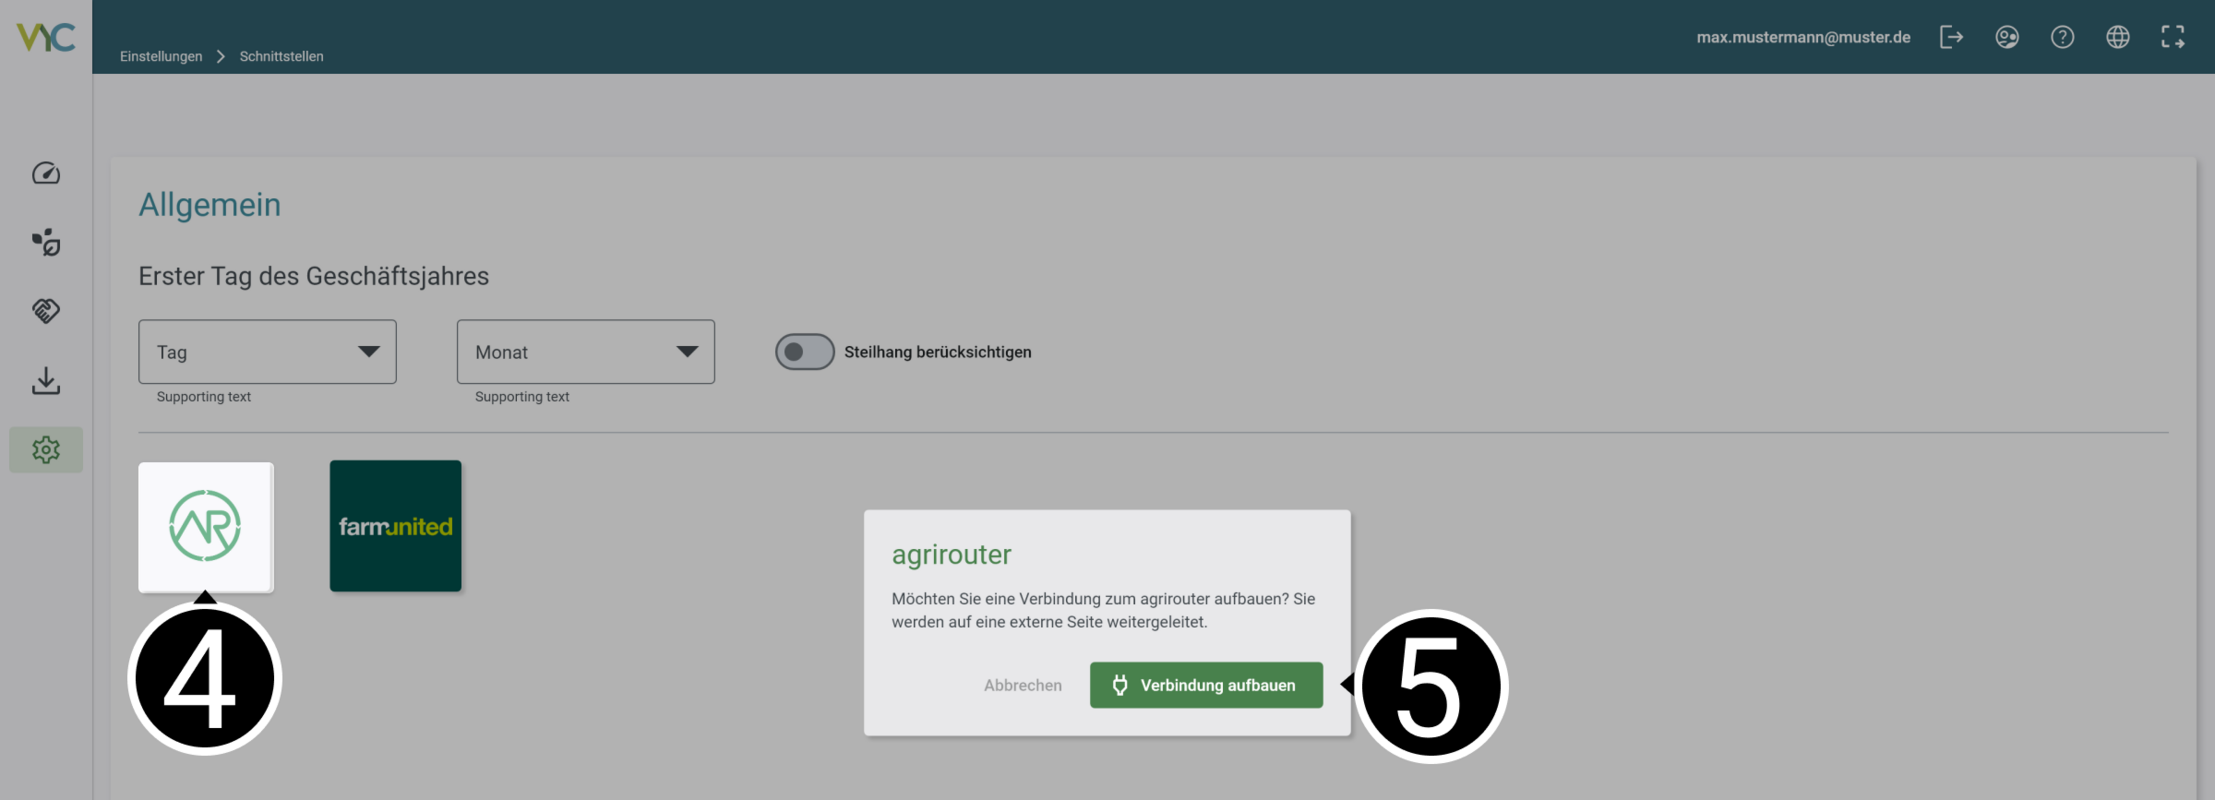 VYC
max.mustermann@muster.de
Einstellungen > Schnittstellen
Allgemein
Erster Tag des Geschäftsjahres
Tag
Monat
Steilhang berücksichtigen
Supporting text
Supporting text
AR
farmunited
agrirouter
Möchten Sie eine Verbindung zum agrirouter aufbauen? Sie
werden auf eine externe Seite weitergeleitet.
Abbrechen
Verbindung aufbauen
4
5